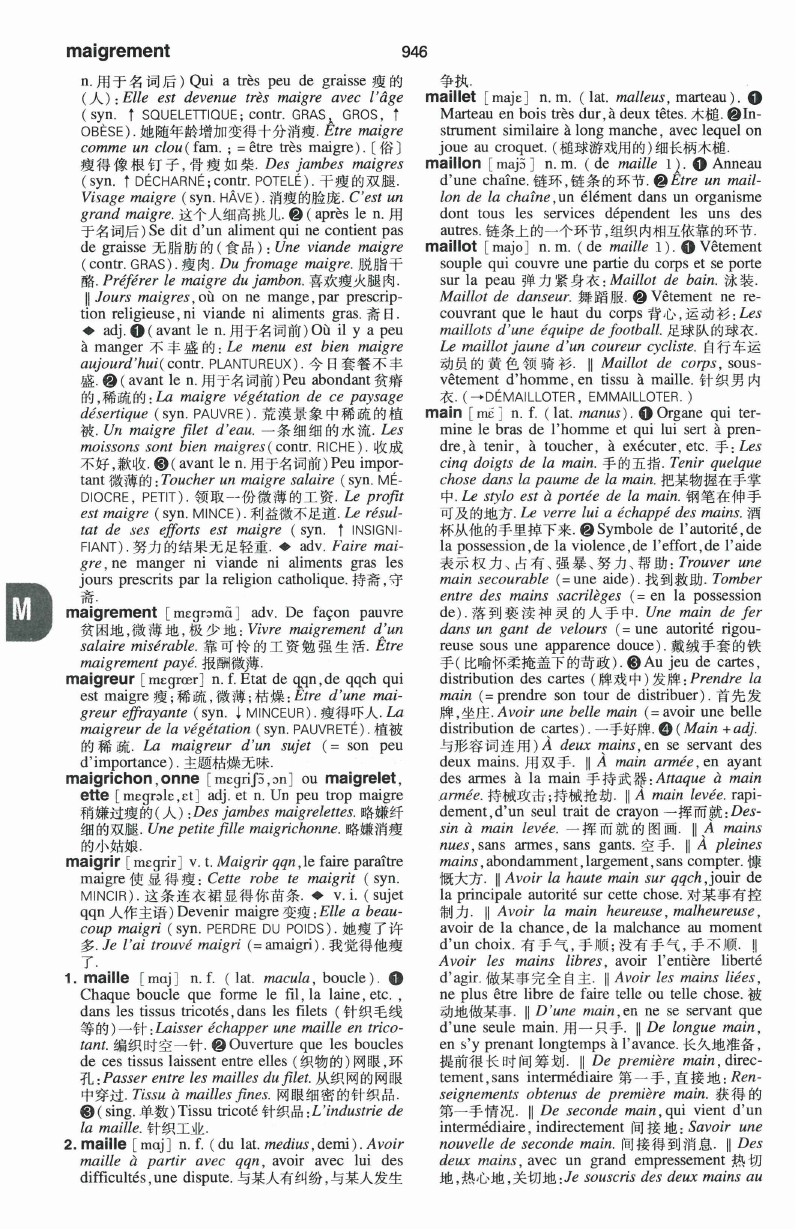 maigrement 946
n. 用于名词后) Qui a très peu de graisse 瘦的
(人): Elle est devenue très maigre avec l'âge
(syn. ↑ SQUELETTIQUE; contr. GRAS, GROS, ↑
OBÈSE). 她随年龄增加变得十分消瘦. Être maigre
comme un clou (fam. ; = être très maigre). [俗]
瘦得像根钉子, 骨瘦如柴. Des jambes maigres
(syn. ↑ DÉCHARNÉ; contr. POTELÉ). 干瘦的双腿.
Visage maigre (syn. HÂVE). 消瘦的脸庞. C'est un
grand maigre. 这个人细高挑儿. ❷ (après le n. 用
于名词后) Se dit d'un aliment qui ne contient pas
de graisse 无脂肪的(食品): Une viande maigre
(contr. GRAS). 瘦肉. Du fromage maigre. 脱脂干
酪. Préférer le maigre du jambon. 喜欢瘦火腿肉.
‖ Jours maigres, où on ne mange, par prescrip-
tion religieuse, ni viande ni aliments gras. 斋日.
◆ adj. ❶ (avant le n. 用于名词前) Où il y a peu
à manger 不丰盛的: Le menu est bien maigre
aujourd'hui (contr. PLANTUREUX). 今日套餐不丰
盛. ❷ (avant le n. 用于名词前) Peu abondant 贫瘠
的, 稀疏的: La maigre végétation de ce paysage
désertique (syn. PAUVRE). 荒漠景象中稀疏的植
被. Un maigre filet d'eau. 一条细细的水流. Les
moissons sont bien maigres (contr. RICHE). 收成
不好, 歉收. ❸ (avant le n. 用于名词前) Peu impor-
tant 微薄的: Toucher un maigre salaire (syn. MÉ-
DIOCRE, PETIT). 领取一份微薄的工资. Le profit
est maigre (syn. MINCE). 利益微不足道. Le résul-
tat de ses efforts est maigre (syn. ↑ INSIGNI-
FIANT). 努力的结果无足轻重. ◆ adv. Faire mai-
gre, ne manger ni viande ni aliments gras les
jours prescrits par la religion catholique. 持斋, 守
斋.
M
maigrement [mɛgrəmɑ̃] adv. De façon pauvre
贫困地, 微薄地, 极少地: Vivre maigrement d'un
salaire misérable. 靠可怜的工资勉强生活. Être
maigrement payé. 报酬微薄.
maigreur [mɛgrœr] n. f. État de qqn, de qqch qui
est maigre 瘦; 稀疏, 微薄; 枯燥: Être d'une mai-
greur effrayante (syn. ↓ MINCEUR). 瘦得吓人. La
maigreur de la végétation (syn. PAUVRETÉ). 植被
的稀疏. La maigreur d'un sujet (= son peu
d'importance). 主题枯燥无味.
maigrichon, onne [mɛgriʃɔ̃, ɔn] ou maigrelet,
ette [mɛgrəlɛ, ɛt] adj. et n. Un peu trop maigre
稍嫌过瘦的(人): Des jambes maigrelettes. 略嫌纤
细的双腿. Une petite fille maigrichonne. 略嫌消瘦
的小姑娘.
maigrir [mɛgrir] v. t. Maigrir qqn, le faire paraître
maigre 使显得瘦: Cette robe te maigrit (syn.
MINCIR). 这条连衣裙显得你苗条. ◆ v. i. (sujet
qqn 人作主语) Devenir maigre 变瘦: Elle a beau-
coup maigri (syn. PERDRE DU POIDS). 她瘦了许
多. Je l'ai trouvé maigri (= amaigri). 我觉得他瘦
了.
1. maille [mɑj] n. f. (lat. macula, boucle). ❶
Chaque boucle que forme le fil, la laine, etc. ,
dans les tissus tricotés, dans les filets (针织毛线
等的)一针: Laisser échapper une maille en trico-
tant. 编织时空一针. ❷ Ouverture que les boucles
de ces tissus laissent entre elles (织物的)网眼, 环
孔: Passer entre les mailles du filet. 从织网的网眼
中穿过. Tissu à mailles fines. 网眼细密的针织品.
❸ (sing. 单数) Tissu tricoté 针织品: L'industrie de
la maille. 针织工业.
2. maille [mɑj] n. f. (du lat. medius, demi). Avoir
maille à partir avec qqn, avoir avec lui des
difficultés, une dispute. 与某人有纠纷, 与某人发生
争执.
maillet [majɛ] n. m. (lat. malleus, marteau). ❶
Marteau en bois très dur, à deux têtes. 木槌. ❷ In-
strument similaire à long manche, avec lequel on
joue au croquet. (槌球游戏用的)细长柄木槌.
maillon [majɔ̃] n. m. (de maille 1). ❶ Anneau
d'une chaîne. 链环, 链条的环节. ❷ Être un mail-
lon de la chaîne, un élément dans un organisme
dont tous les services dépendent les uns des
autres. 链条上的一个环节, 组织内相互依靠的环节.
maillot [majo] n. m. (de maille 1). ❶ Vêtement
souple qui couvre une partie du corps et se porte
sur la peau 弹力紧身衣: Maillot de bain. 泳装.
Maillot de danseur. 舞蹈服. ❷ Vêtement ne re-
couvrant que le haut du corps 背心, 运动衫: Les
maillots d'une équipe de football. 足球队的球衣.
Le maillot jaune d'un coureur cycliste. 自行车运
动员的黄色领骑衫. ‖ Maillot de corps, sous-
vêtement d'homme, en tissu à maille. 针织男内
衣. (→DÉMAILLOTER, EMMAILLOTER. )
main [mɛ̃] n. f. (lat. manus). ❶ Organe qui ter-
mine le bras de l'homme et qui lui sert à pren-
dre, à tenir, à toucher, à exécuter, etc. 手: Les
cinq doigts de la main. 手的五指. Tenir quelque
chose dans la paume de la main. 把某物握在手掌
中. Le stylo est à portée de la main. 钢笔在伸手
可及的地方. Le verre lui a échappé des mains. 酒
杯从他的手里掉下来. ❷ Symbole de l'autorité, de
la possession, de la violence, de l'effort, de l'aide
表示权力、占有、强暴、努力、帮助: Trouver une
main secourable (= une aide). 找到救助. Tomber
entre des mains sacrilèges (= en la possession
de). 落到亵渎神灵的人手中. Une main de fer
dans un gant de velours (= une autorité rigou-
reuse sous une apparence douce). 戴绒手套的铁
手(比喻怀柔掩盖下的苛政). ❸ Au jeu de cartes,
distribution des cartes (牌戏中)发牌: Prendre la
main (= prendre son tour de distribuer). 首先发
牌, 坐庄. Avoir une belle main (= avoir une belle
distribution de cartes). 一手好牌. ❹ (Main + adj.
与形容词连用) À deux mains, en se servant des
deux mains. 用双手. ‖ À main armée, en ayant
des armes à la main 手持武器: Attaque à main
armée. 持械攻击; 持械抢劫. ‖ À main levée. rapi-
dement, d'un seul trait de crayon 一挥而就: Des-
sin à main levée. 一挥而就的图画. ‖ À mains
nues, sans armes, sans gants. 空手. ‖ À pleines
mains, abondamment, largement, sans compter. 慷
慨大方. ‖ Avoir la haute main sur qqch, jouir de
la principale autorité sur cette chose. 对某事有控
制力. ‖ Avoir la main heureuse, malheureuse,
avoir de la chance, de la malchance au moment
d'un choix. 有手气, 手顺; 没有手气, 手不顺. ‖
Avoir les mains libres, avoir l'entière liberté
d'agir. 做某事完全自主. ‖ Avoir les mains liées,
ne plus être libre de faire telle ou telle chose. 被
动地做某事. ‖ D'une main, en ne se servant que
d'une seule main. 用一只手. ‖ De longue main,
en s'y prenant longtemps à l'avance. 长久地准备,
提前很长时间筹划. ‖ De première main, direc-
tement, sans intermédiaire 第一手, 直接地: Ren-
seignements obtenus de première main. 获得的
第一手情况. ‖ De seconde main, qui vient d'un
intermédiaire, indirectement 间接地: Savoir une
nouvelle de seconde main. 间接得到消息. ‖ Des
deux mains, avec un grand empressement 热切
地, 热心地, 关切地: Je souscris des deux mains au